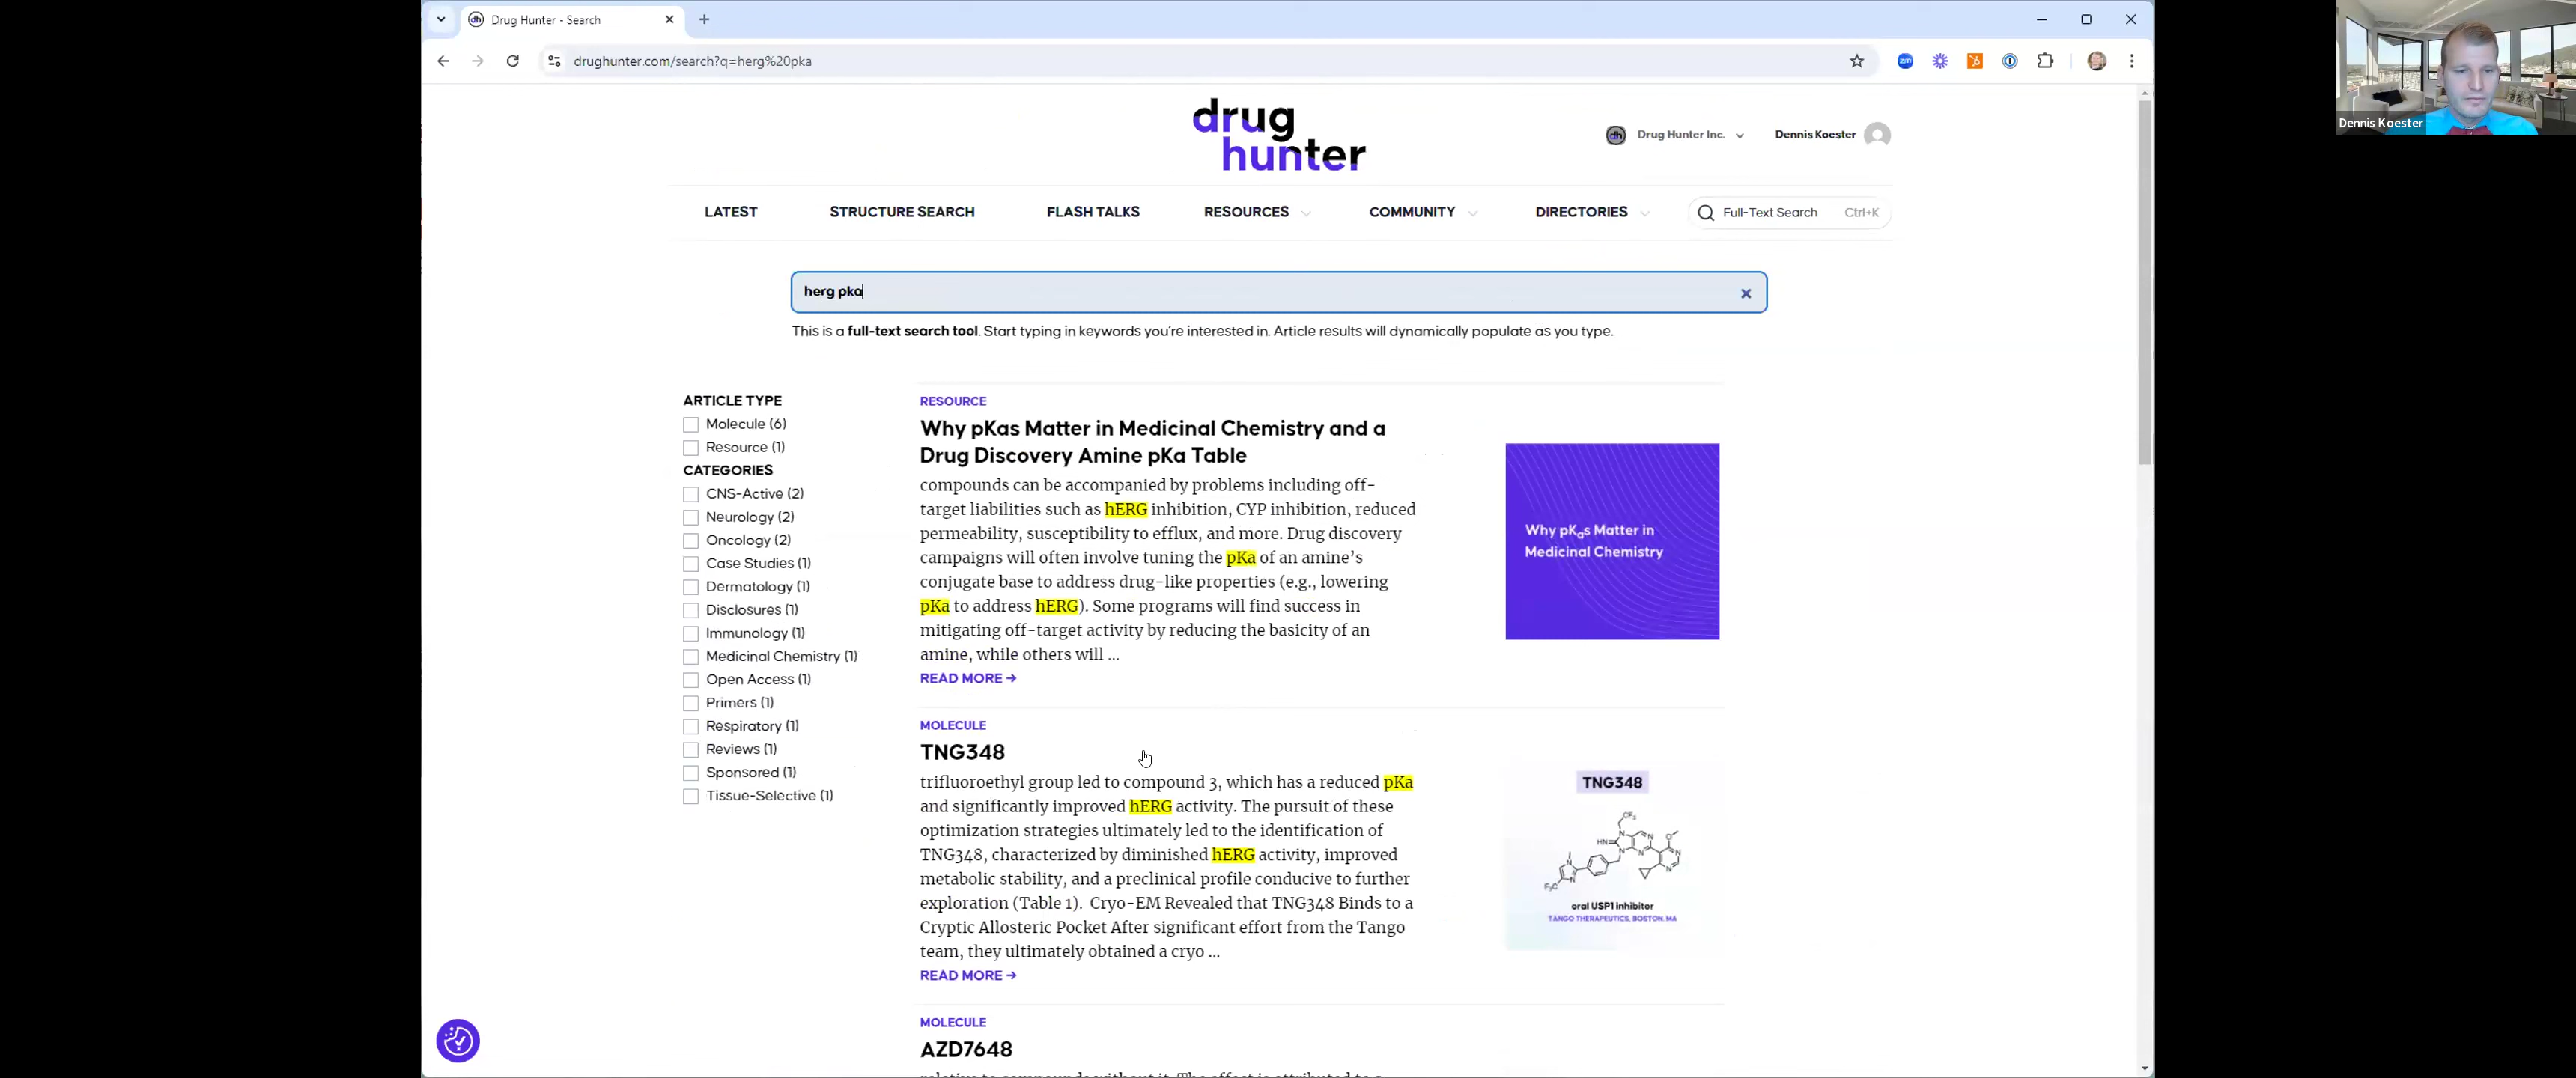 Drug Hunter - Search
drughunter.com/search?q=herg%20pka
zm
Dennis Koester
drug
hunter
dh
Drug Hunter Inc.
Dennis Koester
LATEST
STRUCTURE SEARCH
FLASH TALKS
RESOURCES
COMMUNITY
DIRECTORIES
Full-Text Search
Ctrl+K
herg pka
This is a full-text search tool. Start typing in keywords you're interested in. Article results will dynamically populate as you type.
ARTICLE TYPE
Molecule (6)
Resource (1)
CATEGORIES
CNS-Active (2)
Neurology (2)
Oncology (2)
Case Studies (1)
Dermatology (1)
Disclosures (1)
Immunology (1)
Medicinal Chemistry (1)
Open Access (1)
Primers (1)
Respiratory (1)
Reviews (1)
Sponsored (1)
Tissue-Selective (1)
RESOURCE
Why pKas Matter in Medicinal Chemistry and a
Drug Discovery Amine pKa Table
compounds can be accompanied by problems including off-
target liabilities such as hERG inhibition, CYP inhibition, reduced
permeability, susceptibility to efflux, and more. Drug discovery
campaigns will often involve tuning the pKa of an amine's
conjugate base to address drug-like properties (e.g., lowering
pKa to address hERG). Some programs will find success in
mitigating off-target activity by reducing the basicity of an
amine, while others will ...
READ MORE →
Why pKas Matter in
Medicinal Chemistry
MOLECULE
TNG348
trifluoroethyl group led to compound 3, which has a reduced pKa
and significantly improved hERG activity. The pursuit of these
optimization strategies ultimately led to the identification of
TNG348, characterized by diminished hERG activity, improved
metabolic stability, and a preclinical profile conducive to further
exploration (Table 1). Cryo-EM Revealed that TNG348 Binds to a
Cryptic Allosteric Pocket After significant effort from the Tango
team, they ultimately obtained a cryo ...
READ MORE →
TNG348
CF₃
HN
F₃C
oral USP1 inhibitor
TANGO THERAPEUTICS, BOSTON, MA
MOLECULE
AZD7648